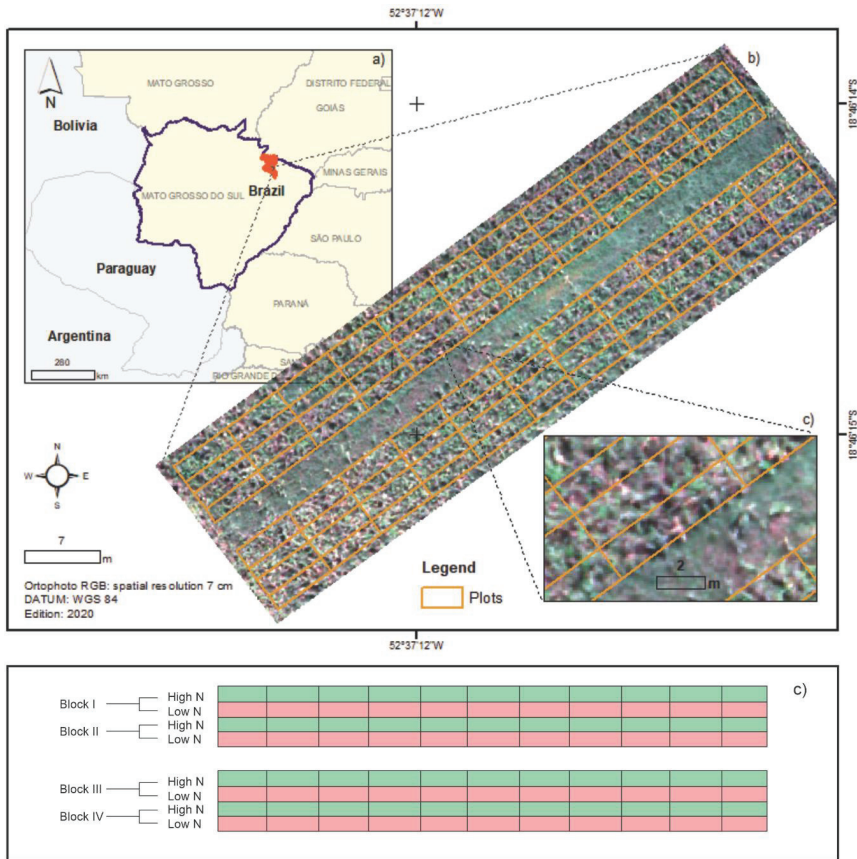 52°37'12"W
a)
N
MATO GROSSO
DISTRITO FEDERAL
GOIÁS
Bolivia
MINAS GERAIS
Brázil
MATO GROSSO DO SUL
SÃO PAULO
Paraguay
PARANÁ
Argentina
SAN
RIO GRANDE D
260
km
b)
18°46'14"S
18°46'15"S
N
W E
S
7
m
Ortophoto RGB: spatial resolution 7 cm
DATUM: WGS 84
Edition: 2020
Legend
Plots
c)
2
m
52°37'12"W
c)
Block I
High N
Low N
Block II
High N
Low N
Block III
High N
Low N
Block IV
High N
Low N